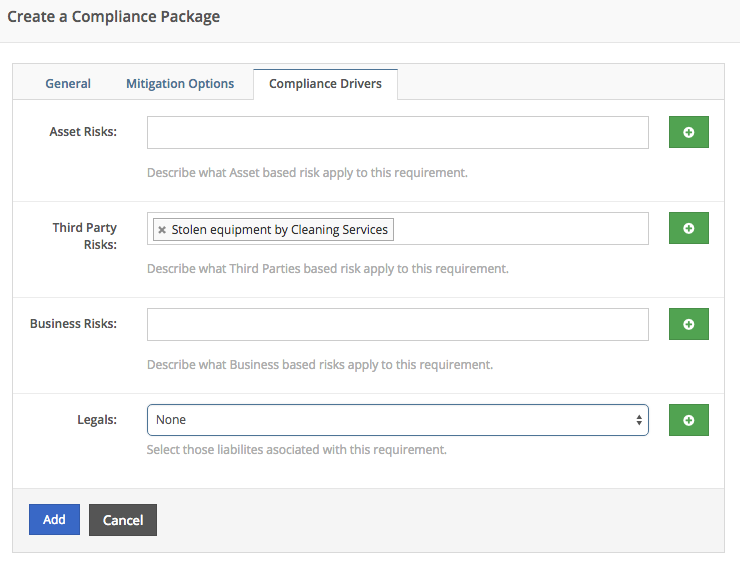 Create a Compliance Package
General Mitigation Options Compliance Drivers
Asset Risks:
Describe what Asset based risk apply to this requirement.
Third Party
Risks:
× Stolen equipment by Cleaning Services
Describe what Third Parties based risk apply to this requirement.
Business Risks:
Describe what Business based risks apply to this requirement.
Legals:
None
Select those liabilites asociated with this requirement.
Add Cancel